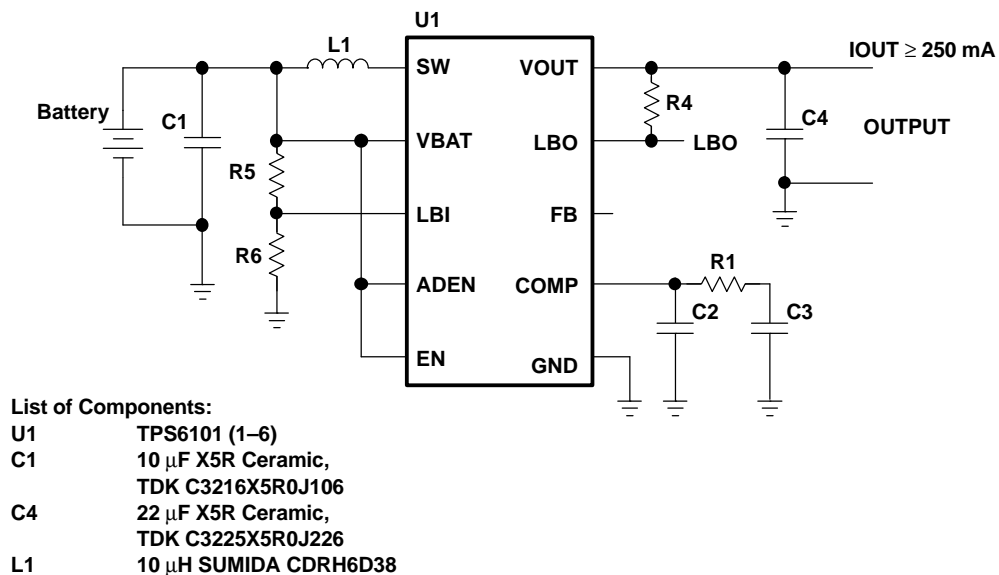 U1
L1
SW
VOUT
IOUT ≥ 250 mA
Battery
C1
R4
C4
OUTPUT
VBAT
LBO
LBO
R5
LBI
FB
R6
R1
ADEN
COMP
C2
C3
EN
GND
List of Components:
U1 TPS6101 (1–6)
C1 10 μF X5R Ceramic,
TDK C3216X5R0J106
C4 22 μF X5R Ceramic,
TDK C3225X5R0J226
L1 10 μH SUMIDA CDRH6D38